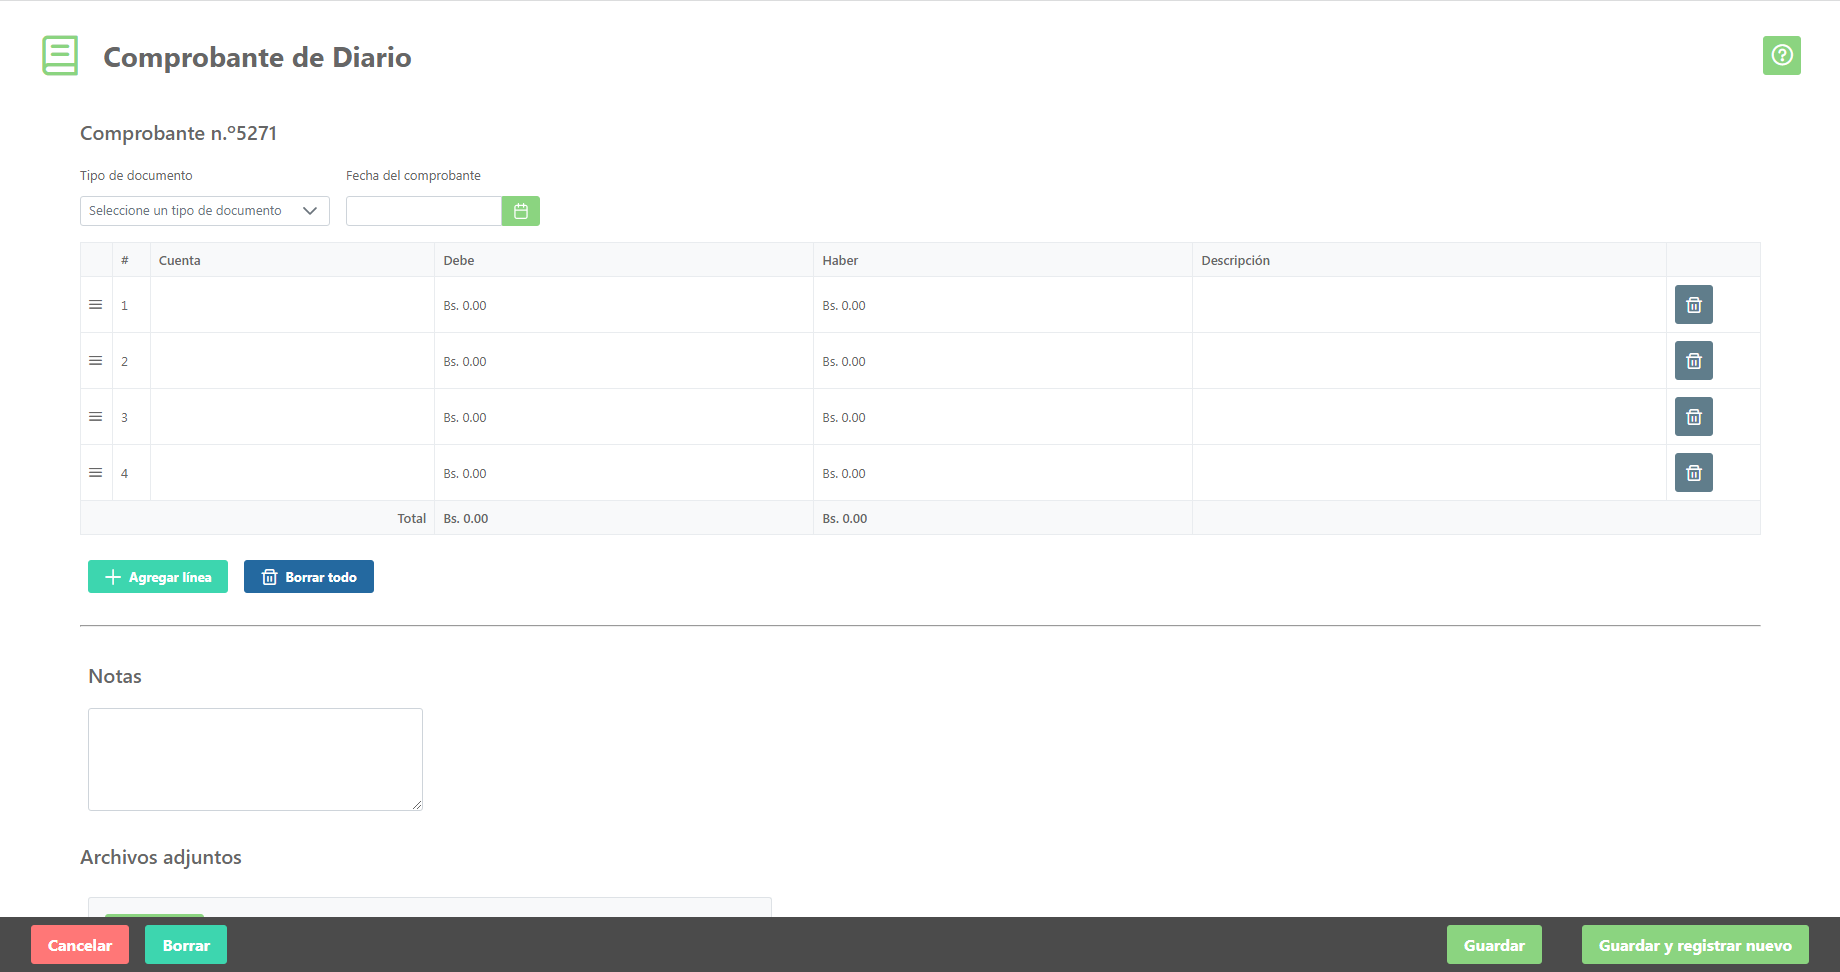 Comprobante de Diario
Comprobante n.º5271
Tipo de documento
Fecha del comprobante
Seleccione un tipo de documento
# Cuenta Debe Haber Descripción
1 Bs. 0.00 Bs. 0.00
2 Bs. 0.00 Bs. 0.00
3 Bs. 0.00 Bs. 0.00
4 Bs. 0.00 Bs. 0.00
Total Bs. 0.00 Bs. 0.00
Agregar línea Borrar todo
Notas
Archivos adjuntos
Cancelar Borrar Guardar Guardar y registrar nuevo